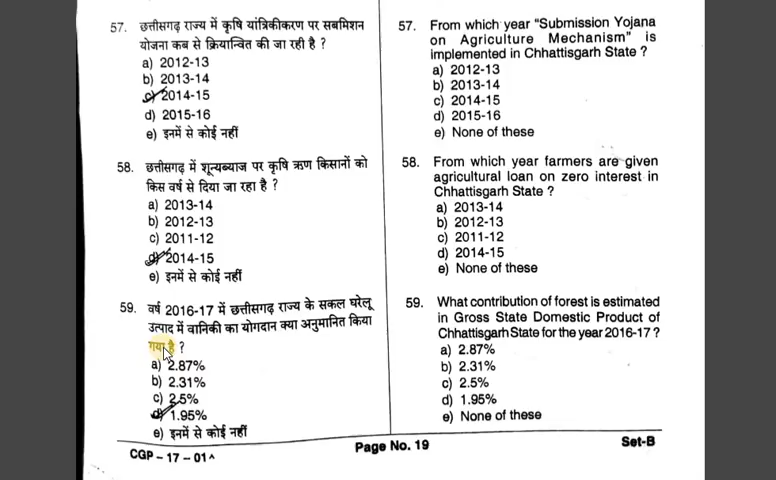 57. छत्तीसगढ़ राज्य में कृषि यांत्रिकीकरण पर सबमिशन
योजना कब से क्रियान्वित की जा रही है ?
a) 2012-13
b) 2013-14
c) 2014-15
d) 2015-16
e) इनमें से कोई नहीं
58. छत्तीसगढ़ में शून्यब्याज पर कृषि ऋण किसानों को
किस वर्ष से दिया जा रहा है ?
a) 2013-14
b) 2012-13
c) 2011-12
d) 2014-15
e) इनमें से कोई नहीं
59. वर्ष 2016-17 में छत्तीसगढ़ राज्य के सकल घरेलू
उत्पाद में वानिकी का योगदान क्या अनुमानित किया
गया है ?
a) 2.87%
b) 2.31%
c) 2.5%
d) 1.95%
e) इनमें से कोई नहीं
57. From which year “Submission Yojana
on Agriculture Mechanism” is
implemented in Chhattisgarh State ?
a) 2012-13
b) 2013-14
c) 2014-15
d) 2015-16
e) None of these
58. From which year farmers are given
agricultural loan on zero interest in
Chhattisgarh State ?
a) 2013-14
b) 2012-13
c) 2011-12
d) 2014-15
e) None of these
59. What contribution of forest is estimated
in Gross State Domestic Product of
Chhattisgarh State for the year 2016-17 ?
a) 2.87%
b) 2.31%
c) 2.5%
d) 1.95%
e) None of these
CGP – 17 – 01^
Page No. 19
Set-B